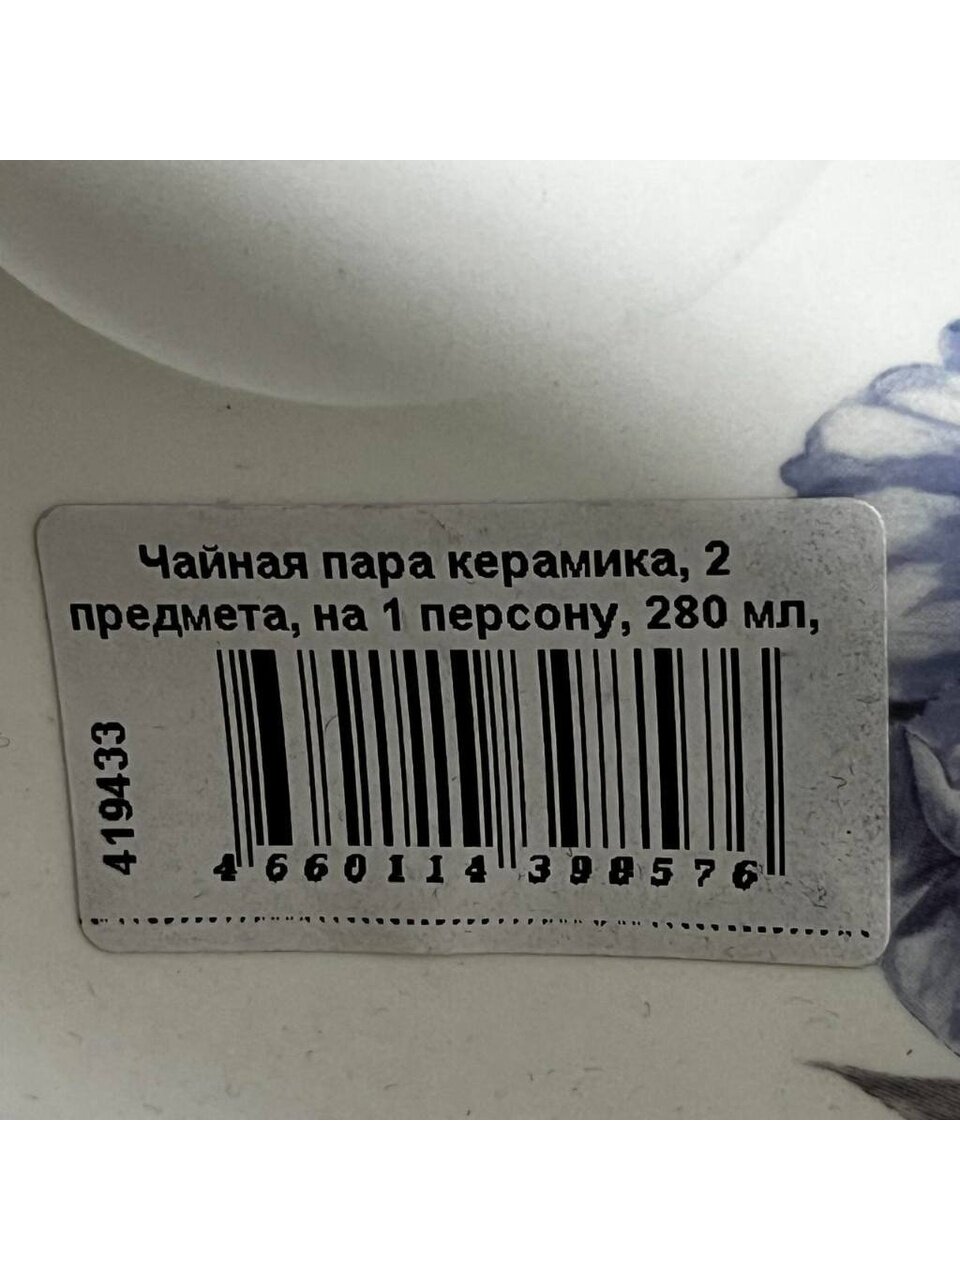 Чайная пара керамика, 2
предмета, на 1 персону, 280 мл,
419433
4660114398576